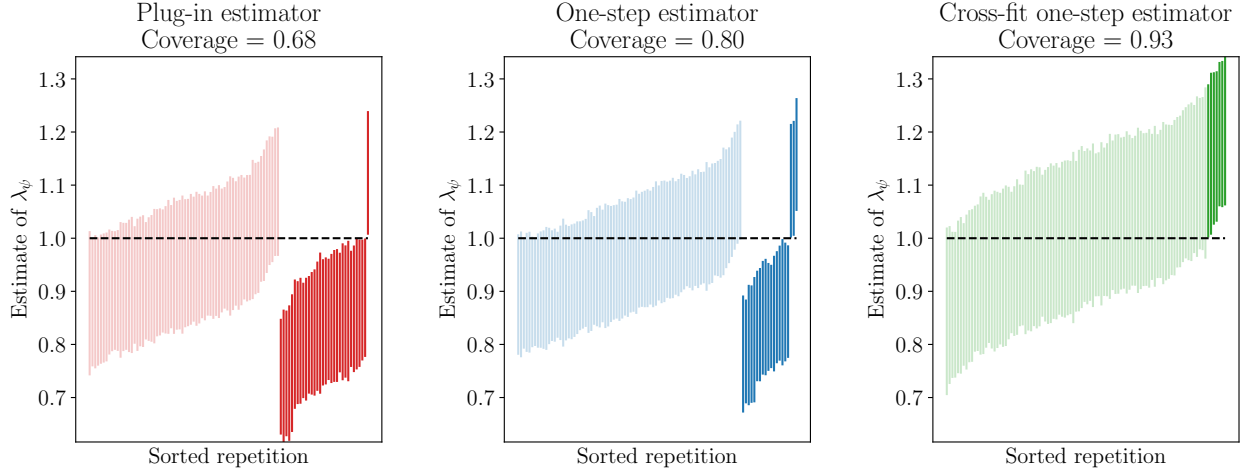 Plug-in estimator
Coverage = 0.68
Estimate of λ_ψ
1.3
1.2
1.1
1.0
0.9
0.8
0.7
Sorted repetition
One-step estimator
Coverage = 0.80
Estimate of λ_ψ
1.3
1.2
1.1
1.0
0.9
0.8
0.7
Sorted repetition
Cross-fit one-step estimator
Coverage = 0.93
Estimate of λ_ψ
1.3
1.2
1.1
1.0
0.9
0.8
0.7
Sorted repetition